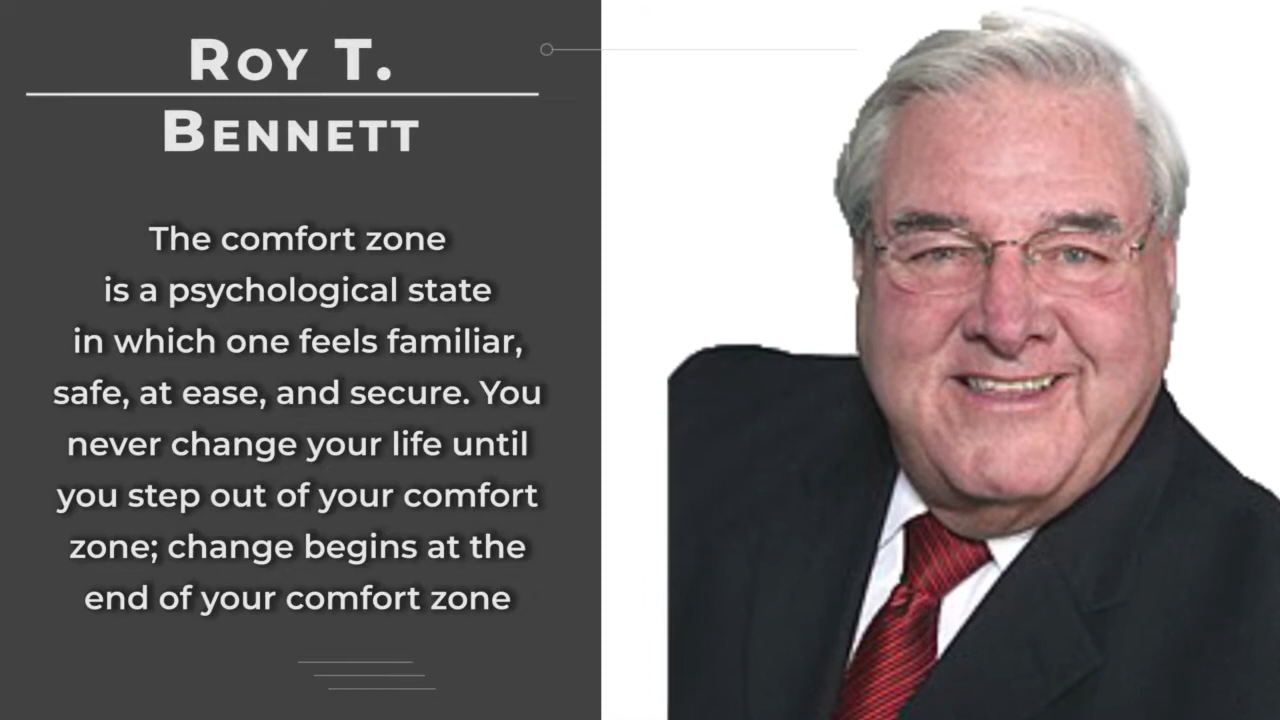 Roy T.
Bennett
The comfort zone
is a psychological state
in which one feels familiar,
safe, at ease, and secure. You
never change your life until
you step out of your comfort
zone; change begins at the
end of your comfort zone